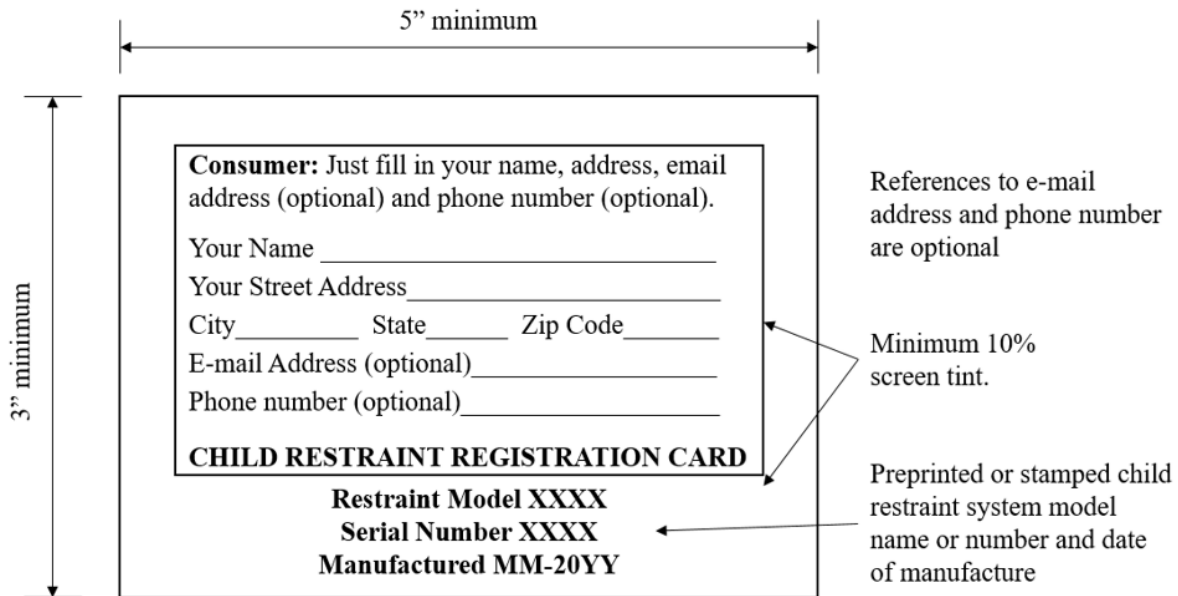 5” minimum
3” minimum
Consumer: Just fill in your name, address, email
address (optional) and phone number (optional).
Your Name
Your Street Address
City State Zip Code
E-mail Address (optional)
Phone number (optional)
CHILD RESTRAINT REGISTRATION CARD
Restraint Model XXXX
Serial Number XXXX
Manufactured MM-20YY
References to e-mail
address and phone number
are optional
Minimum 10%
screen tint.
Preprinted or stamped child
restraint system model
name or number and date
of manufacture